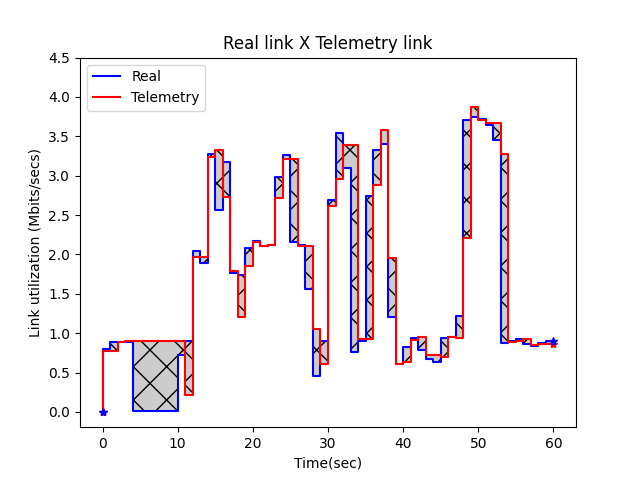 Real link X Telemetry link
Real
Telemetry
Link utilization (Mbits/secs)
4.5
4.0
3.5
3.0
2.5
2.0
1.5
1.0
0.5
0.0
0 10 20 30 40 50 60
Time(sec)